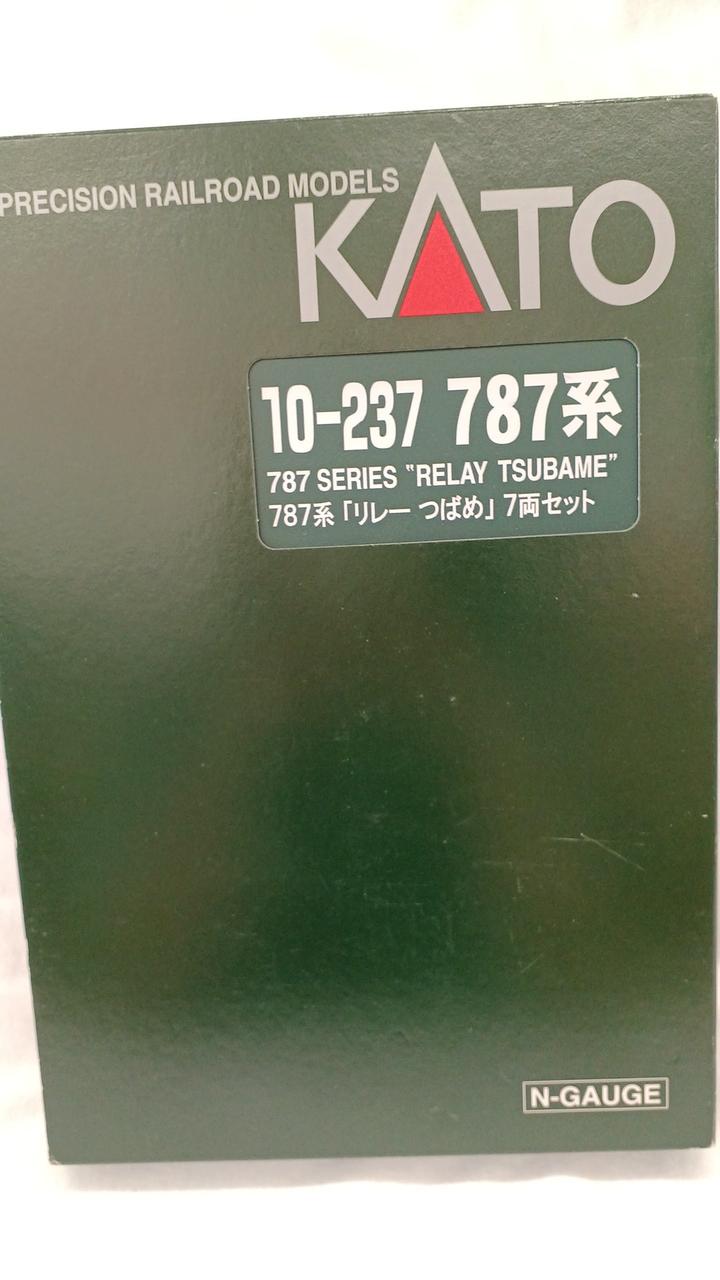 PRECISION RAILROAD MODELS
KATO
10-237 787系
787 SERIES "RELAY TSUBAME"
787系「リレー つばめ」7両セット
N-GAUGE